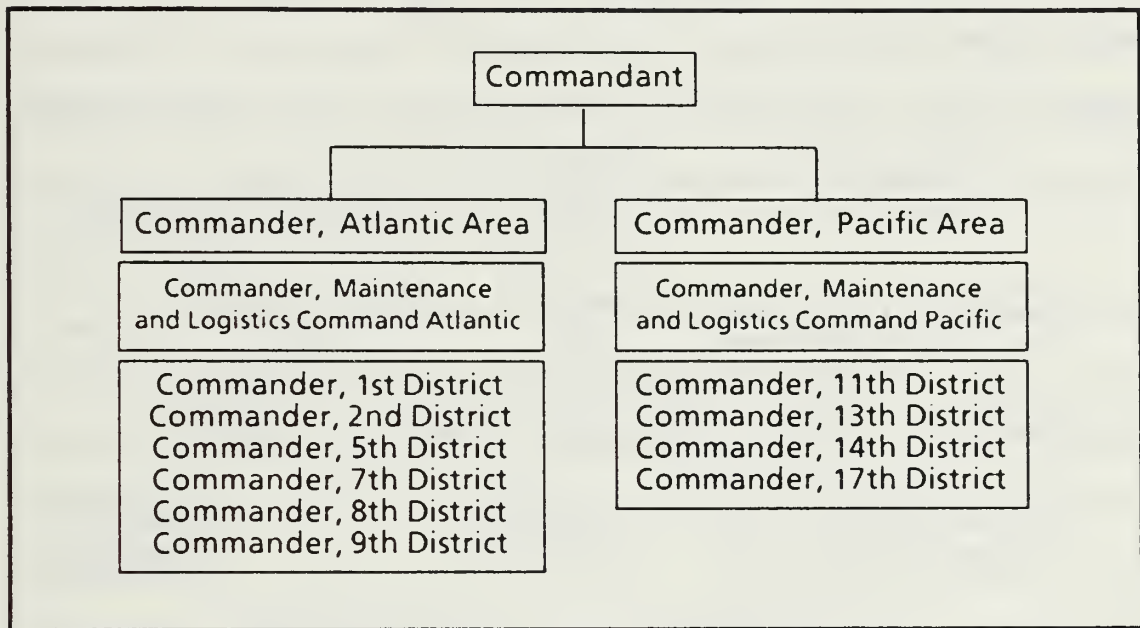 Commandant
Commander, Atlantic Area
Commander, Maintenance
and Logistics Command Atlantic
Commander, 1st District
Commander, 2nd District
Commander, 5th District
Commander, 7th District
Commander, 8th District
Commander, 9th District
Commander, Pacific Area
Commander, Maintenance
and Logistics Command Pacific
Commander, 11th District
Commander, 13th District
Commander, 14th District
Commander, 17th District